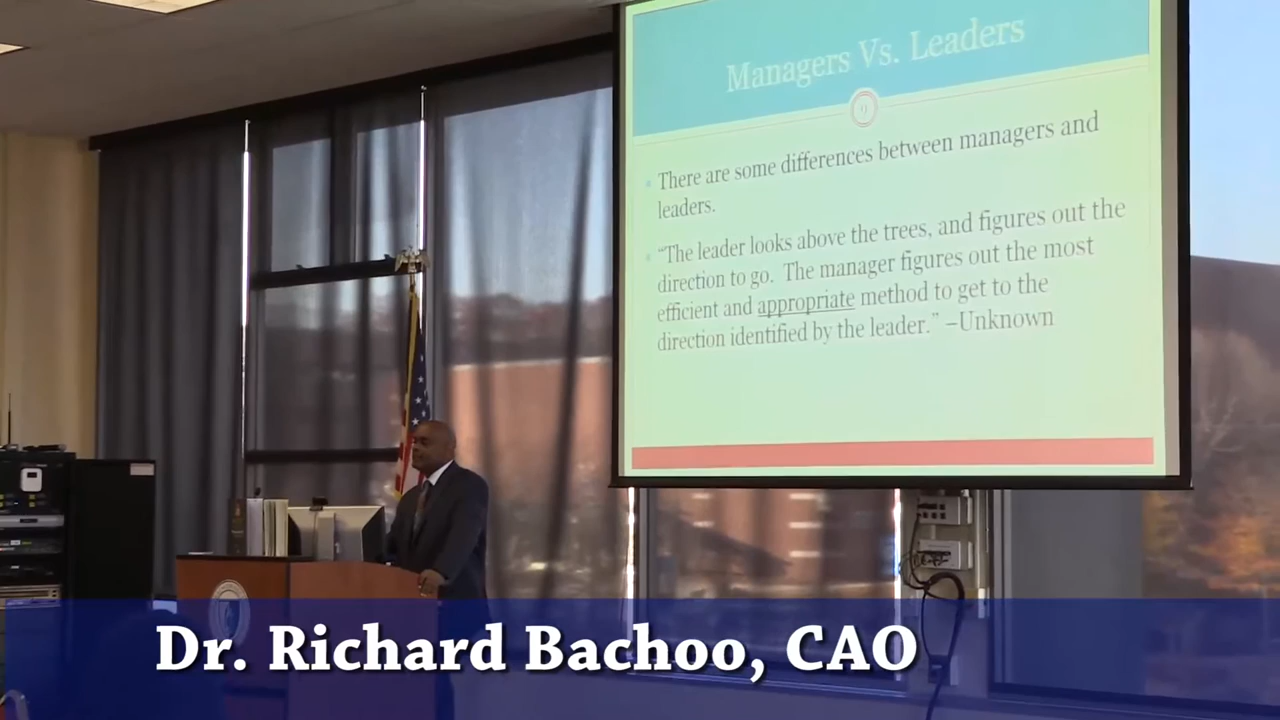 Managers Vs. Leaders
9
There are some differences between managers and
leaders.
“The leader looks above the trees, and figures out the
direction to go. The manager figures out the most
efficient and appropriate method to get to the
direction identified by the leader.” –Unknown
Dr. Richard Bachoo, CAO